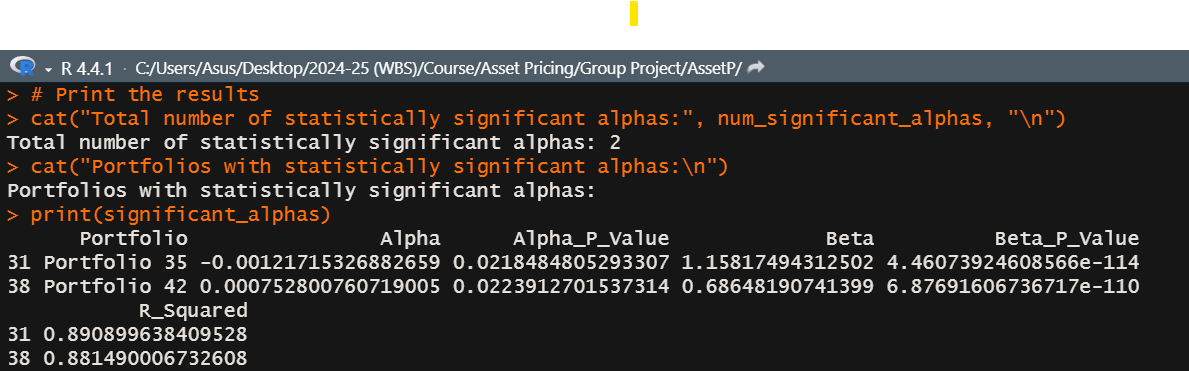 R 4.4.1 · C:/Users/Asus/Desktop/2024-25 (WBS)/Course/Asset Pricing/Group Project/AssetP/
> # Print the results
> cat("Total number of statistically significant alphas:", num_significant_alphas, "\n")
Total number of statistically significant alphas: 2
> cat("Portfolios with statistically significant alphas:\n")
Portfolios with statistically significant alphas:
> print(significant_alphas)
      Portfolio                Alpha      Alpha_P_Value             Beta          Beta_P_Value
31 Portfolio 35 -0.00121715326882659 0.0218484805293307 1.15817494312502 4.46073924608566e-114
38 Portfolio 42 0.000752800760719005 0.0223912701537314 0.68648190741399 6.87691606736717e-110
           R_Squared
31 0.890899638409528
38 0.881490006732608